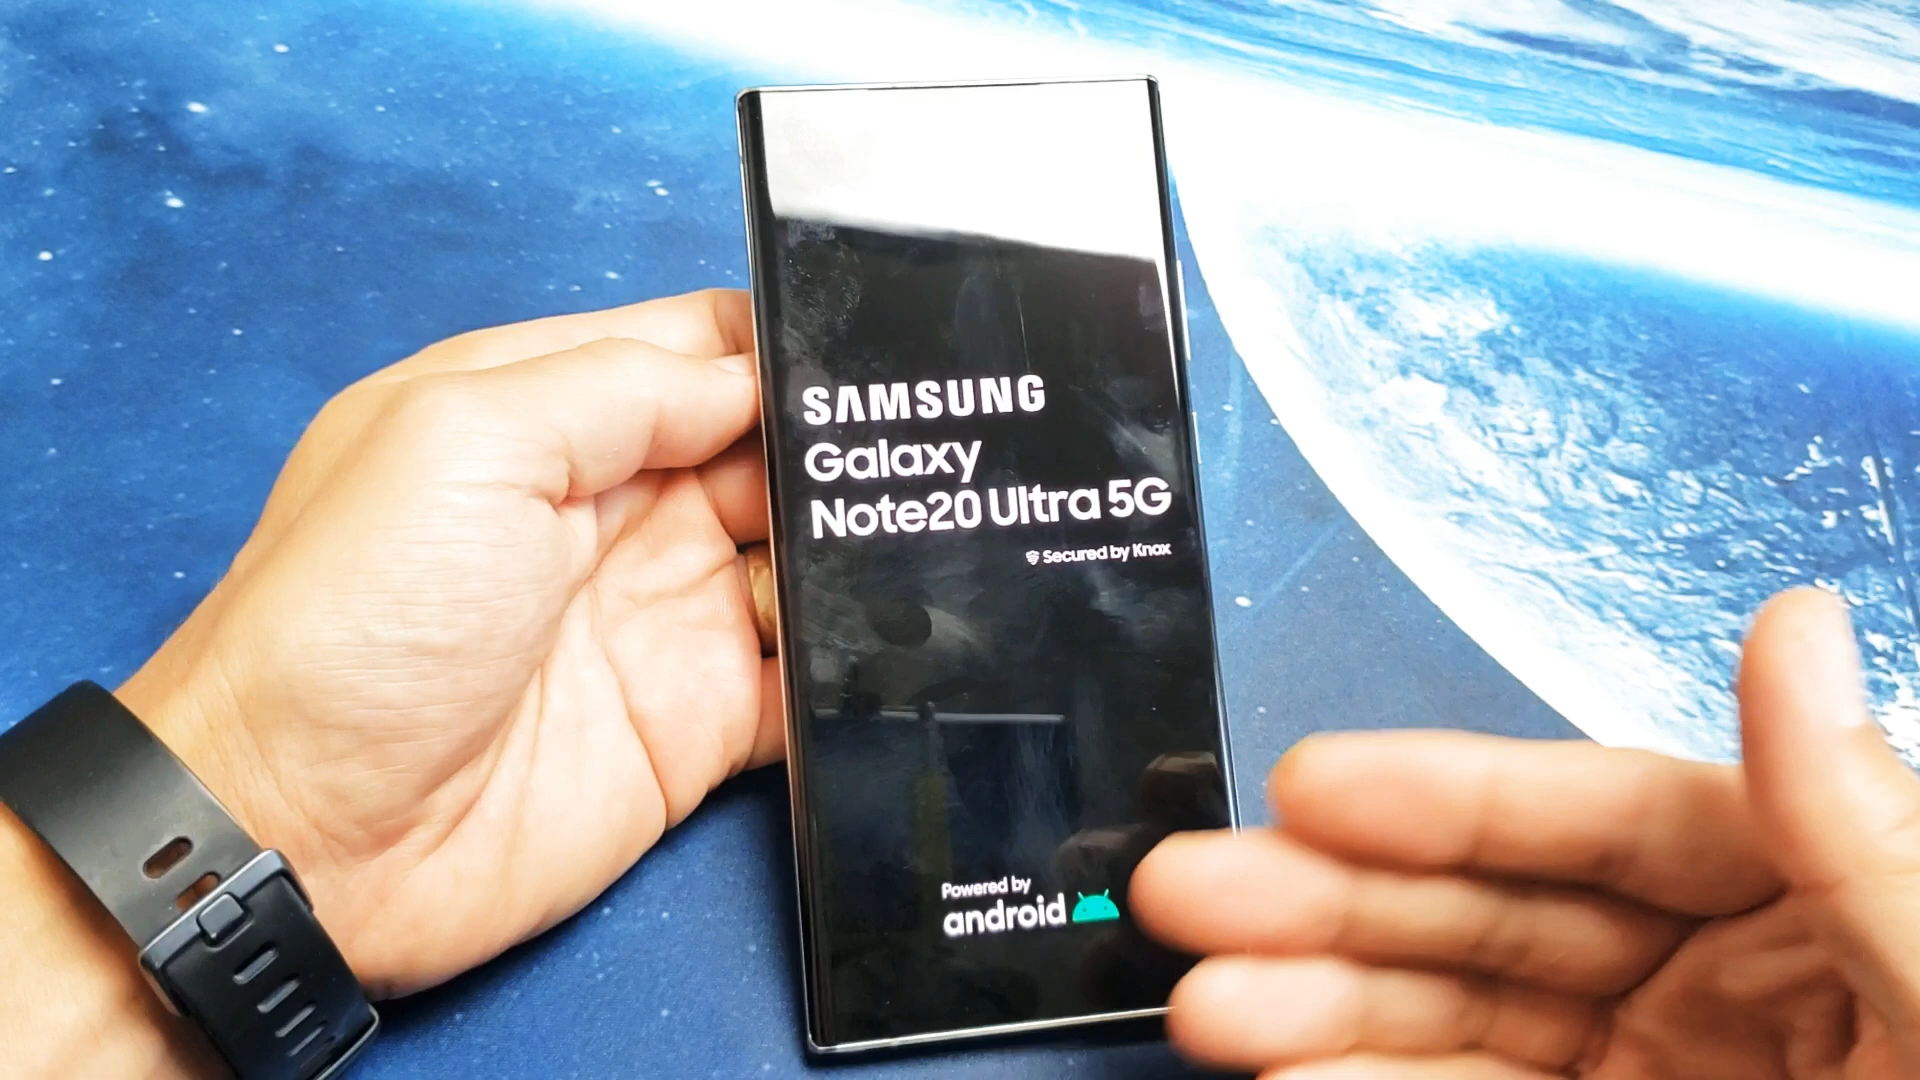 SAMSUNG
Galaxy
Note20 Ultra 5G
Secured by Knox
Powered by
android